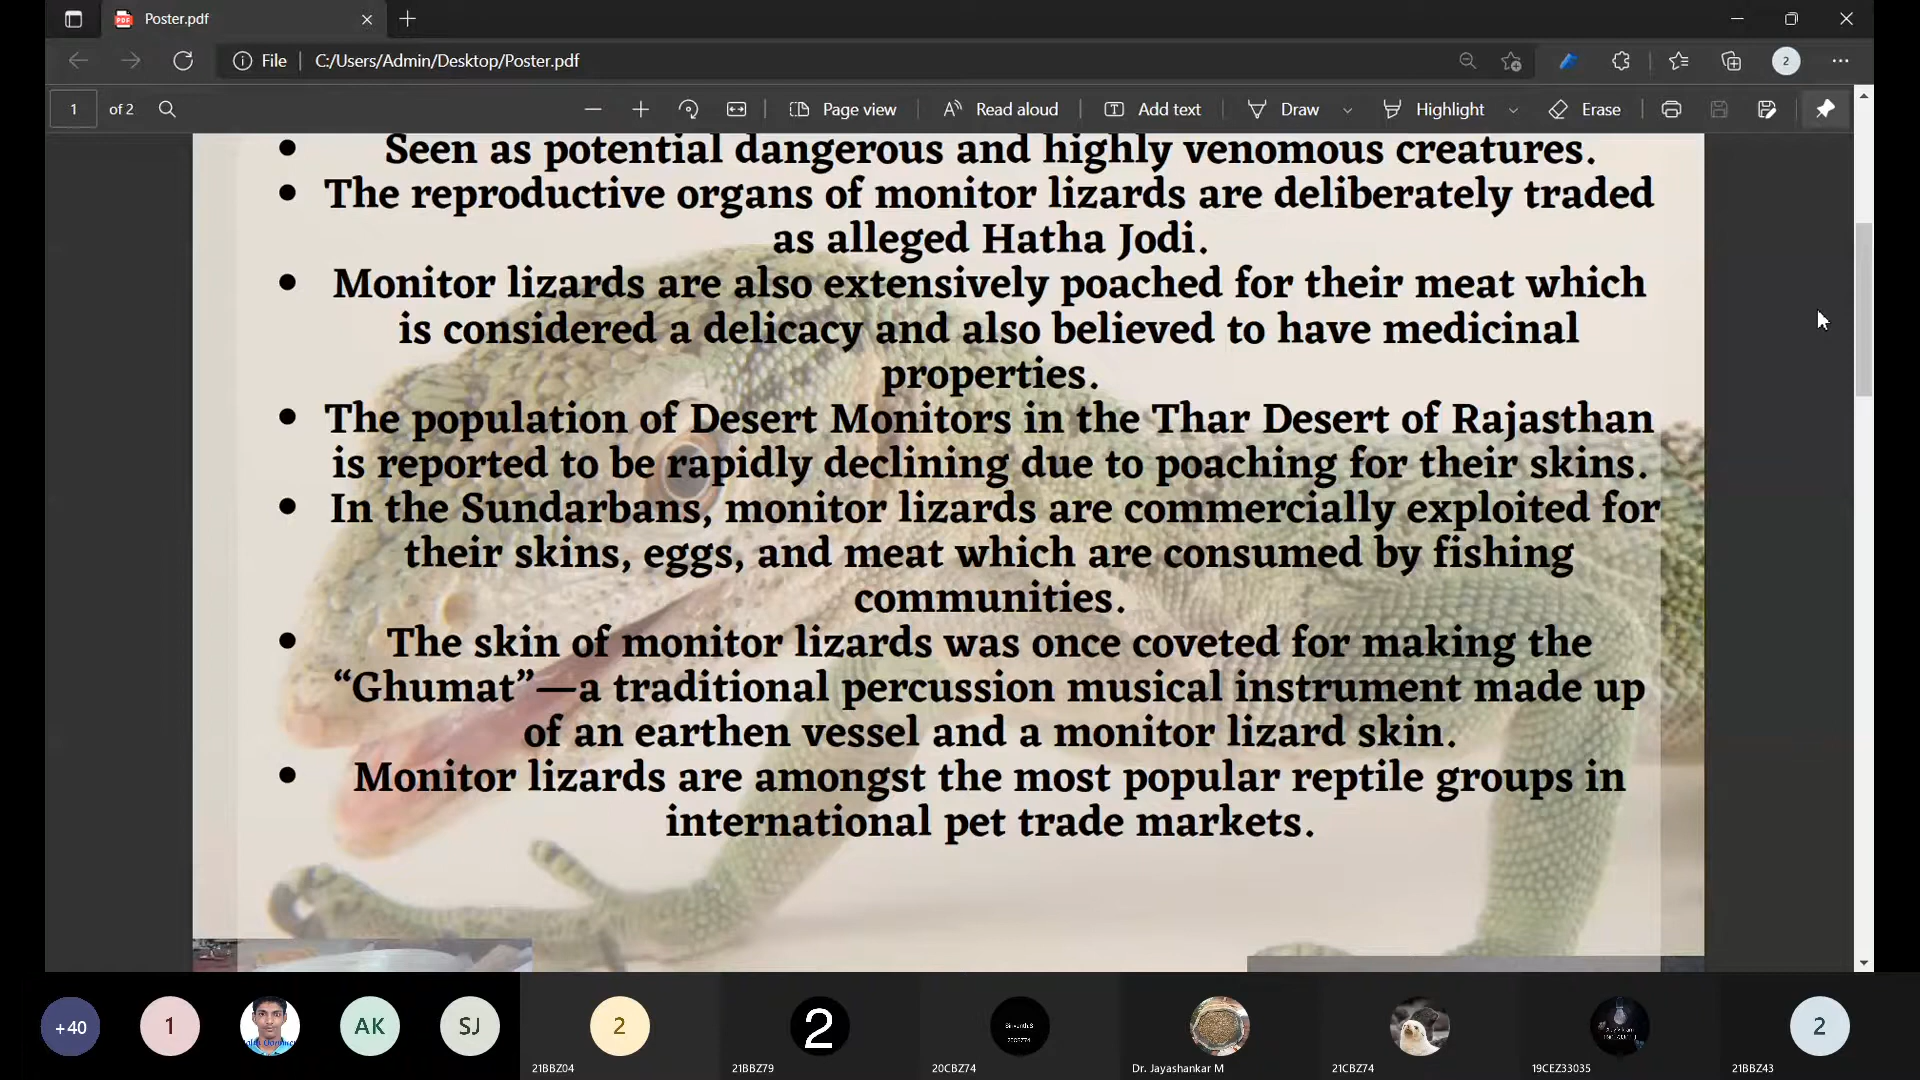 Poster.pdf
File
C:/Users/Admin/Desktop/Poster.pdf
2
1 of 2
Page view
Read aloud
Add text
Draw
Highlight
Erase
• Seen as potential dangerous and highly venomous creatures.
• The reproductive organs of monitor lizards are deliberately traded
as alleged Hatha Jodi.
• Monitor lizards are also extensively poached for their meat which
is considered a delicacy and also believed to have medicinal
properties.
• The population of Desert Monitors in the Thar Desert of Rajasthan
is reported to be rapidly declining due to poaching for their skins.
• In the Sundarbans, monitor lizards are commercially exploited for
their skins, eggs, and meat which are consumed by fishing
communities.
• The skin of monitor lizards was once coveted for making the
“Ghumat”—a traditional percussion musical instrument made up
of an earthen vessel and a monitor lizard skin.
• Monitor lizards are amongst the most popular reptile groups in
international pet trade markets.
+40
1
AK
SJ
2
2
2
21BBZ04
21BBZ79
20CBZ74
Dr. Jayashankar M
21CBZ74
19CEZ33035
21BBZ43